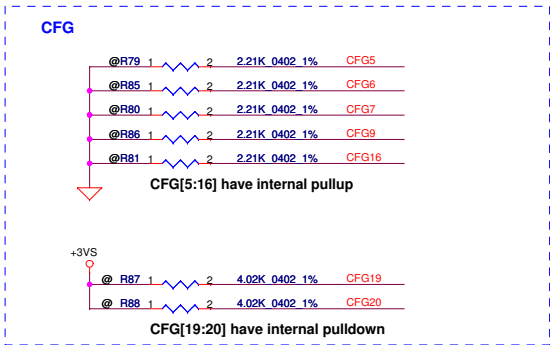 CFG
@R79 1 2 2.21K_0402_1% CFG5
@R85 1 2 2.21K_0402_1% CFG6
@R80 1 2 2.21K_0402_1% CFG7
@R86 1 2 2.21K_0402_1% CFG9
@R81 1 2 2.21K_0402_1% CFG16
CFG[5:16] have internal pullup
+3VS
@ R87 1 2 4.02K_0402_1% CFG19
@ R88 1 2 4.02K_0402_1% CFG20
CFG[19:20] have internal pulldown